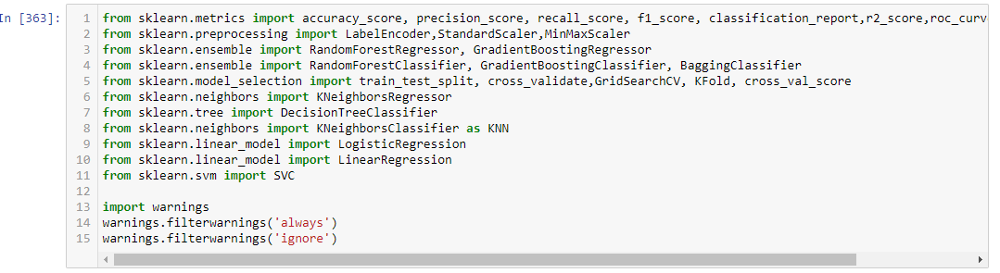 In [363]:
1 from sklearn.metrics import accuracy_score, precision_score, recall_score, f1_score, classification_report,r2_score,roc_curv
2 from sklearn.preprocessing import LabelEncoder,StandardScaler,MinMaxScaler
3 from sklearn.ensemble import RandomForestRegressor, GradientBoostingRegressor
4 from sklearn.ensemble import RandomForestClassifier, GradientBoostingClassifier, BaggingClassifier
5 from sklearn.model_selection import train_test_split, cross_validate,GridSearchCV, KFold, cross_val_score
6 from sklearn.neighbors import KNeighborsRegressor
7 from sklearn.tree import DecisionTreeClassifier
8 from sklearn.neighbors import KNeighborsClassifier as KNN
9 from sklearn.linear_model import LogisticRegression
10 from sklearn.linear_model import LinearRegression
11 from sklearn.svm import SVC
12
13 import warnings
14 warnings.filterwarnings('always')
15 warnings.filterwarnings('ignore')